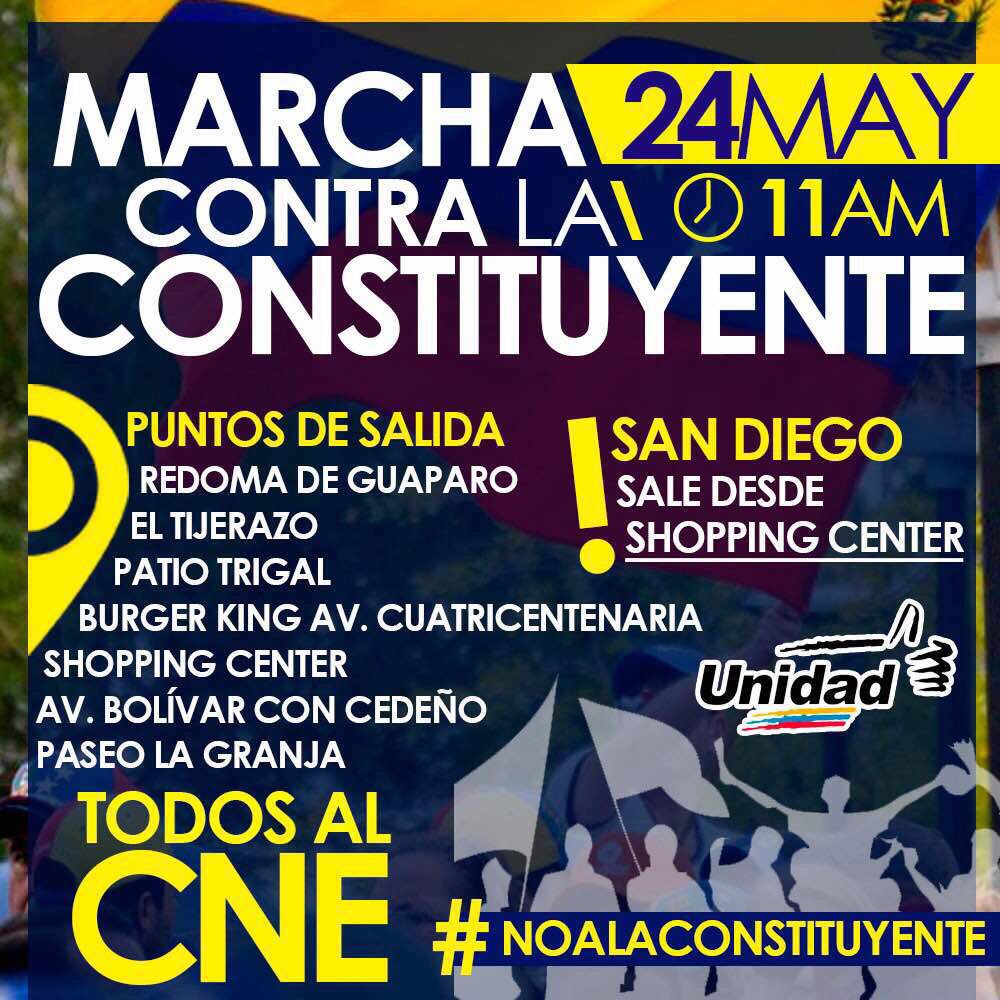 MARCHA 24MAY
CONTRA LA\ 11AM
CONSTITUYENTE
PUNTOS DE SALIDA
REDOMA DE GUAPARO
EL TIJERAZO
PATIO TRIGAL
BURGER KING AV. CUATRICENTENARIA
SHOPPING CENTER
AV. BOLÍVAR CON CEDEÑO
PASEO LA GRANJA
! SAN DIEGO
SALE DESDE
SHOPPING CENTER
Unidad
TODOS AL
CNE
# NOALACONSTITUYENTE